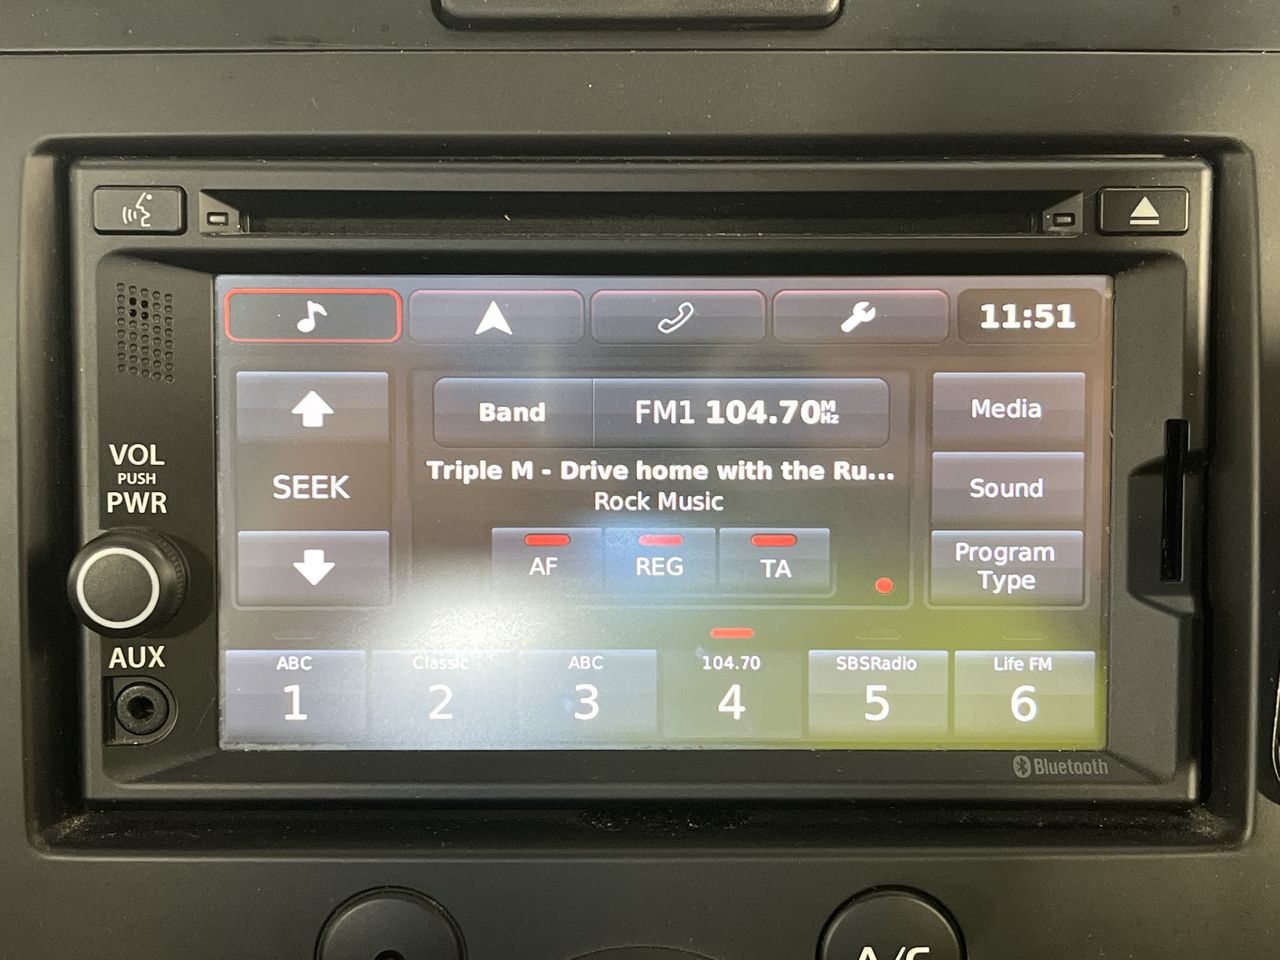 11:51
Band FM1 104.70 MHz Media
Triple M - Drive home with the Ru...
SEEK Rock Music Sound
AF REG TA Program
Type
VOL
PUSH
PWR
AUX
ABC Classic ABC 104.70 SBSRadio Life FM
1 2 3 4 5 6
Bluetooth
A/C